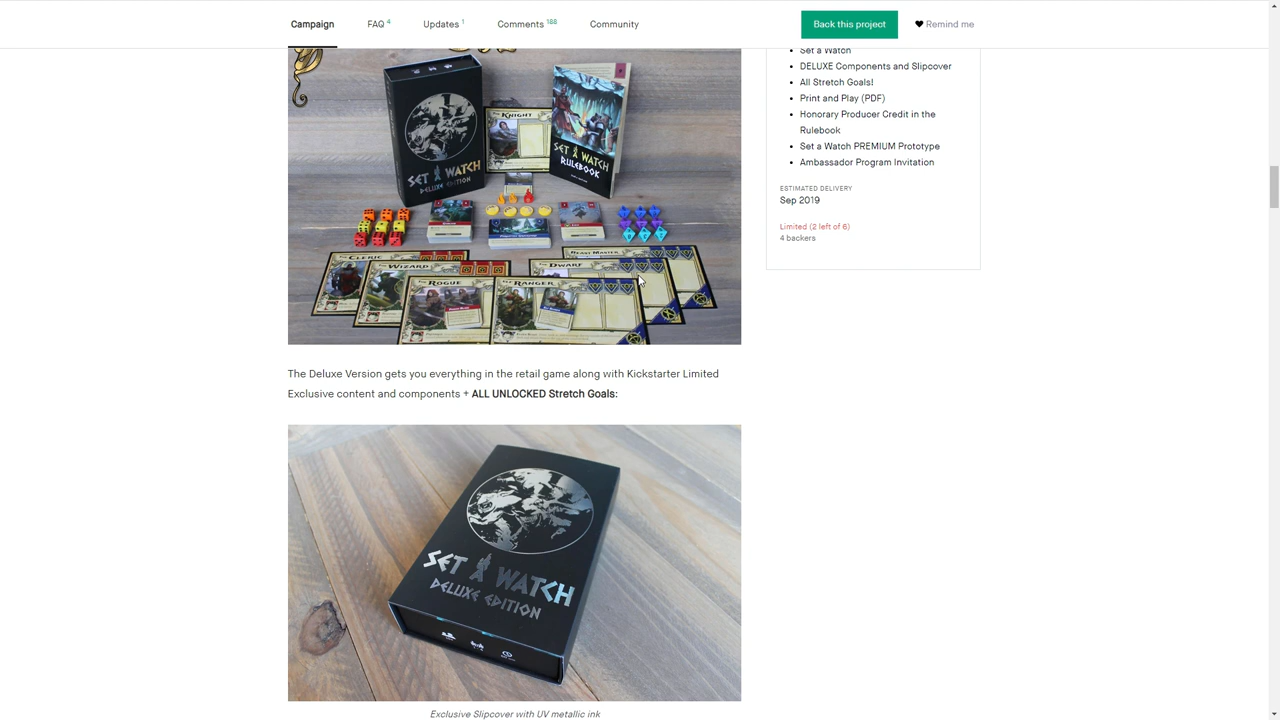 Campaign
FAQ 4
Updates 1
Comments 188
Community
Back this project
Remind me
KNIGHT
SET A WATCH
DELUXE EDITION
SET A WATCH
RULEBOOK
CLERIC
WIZARD
ROGUE
RANGER
DWARF
BEAST MASTER
Set a Watch
DELUXE Components and Slipcover
All Stretch Goals!
Print and Play (PDF)
Honorary Producer Credit in the
Rulebook
Set a Watch PREMIUM Prototype
Ambassador Program Invitation
ESTIMATED DELIVERY
Sep 2019
Limited (2 left of 6)
4 backers
The Deluxe Version gets you everything in the retail game along with Kickstarter Limited
Exclusive content and components + ALL UNLOCKED Stretch Goals:
SET A WATCH
DELUXE EDITION
Exclusive Slipcover with UV metallic ink